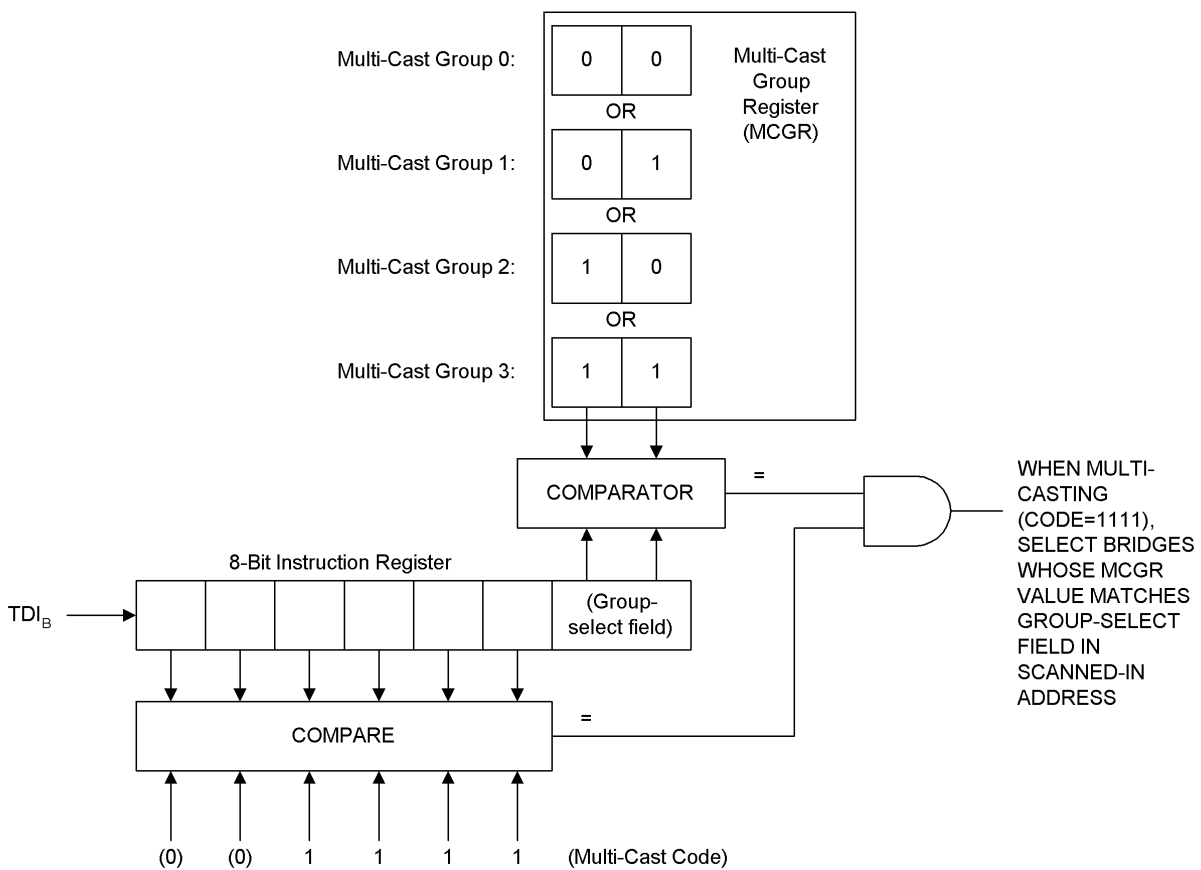 Multi-Cast Group 0:
0 0
Multi-Cast
Group
Register
(MCGR)
OR
Multi-Cast Group 1:
0 1
OR
Multi-Cast Group 2:
1 0
OR
Multi-Cast Group 3:
1 1
COMPARATOR
=
WHEN MULTI-
CASTING
(CODE=1111),
SELECT BRIDGES
WHOSE MCGR
VALUE MATCHES
GROUP-SELECT
FIELD IN
SCANNED-IN
ADDRESS
8-Bit Instruction Register
TDIB
(Group-
select field)
COMPARE
=
(0) (0) 1 1 1 1 (Multi-Cast Code)